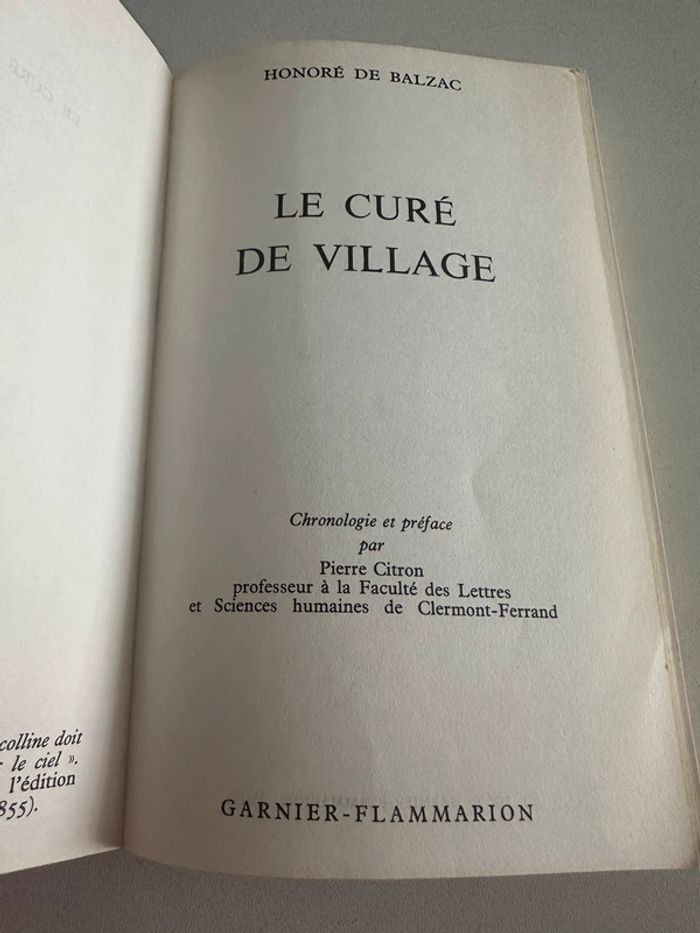 colline doit
le ciel ».
l'édition
855).
HONORÉ DE BALZAC
LE CURÉ
DE VILLAGE
Chronologie et préface
par
Pierre Citron
professeur à la Faculté des Lettres
et Sciences humaines de Clermont-Ferrand
GARNIER-FLAMMARION